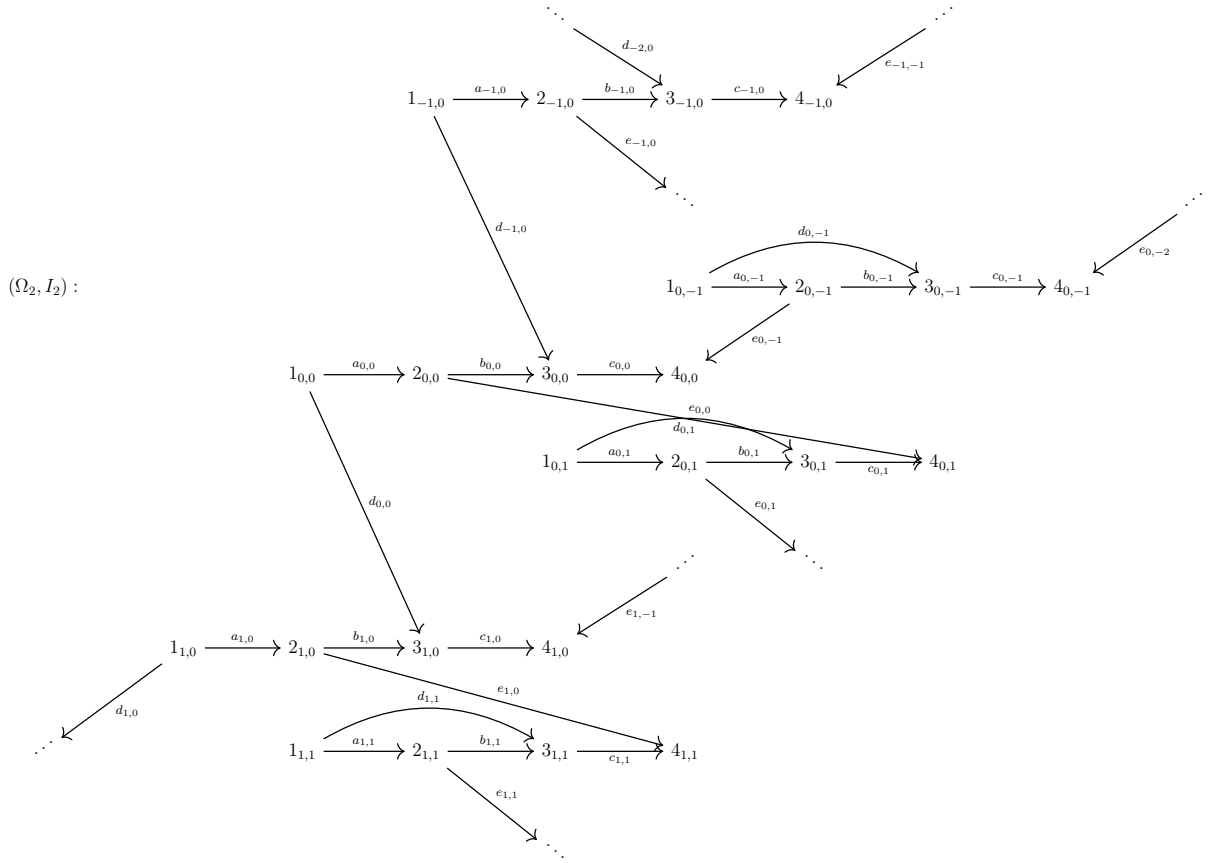 ⋱ ⋰
d_{-2,0} e_{-1,-1}
a_{-1,0} b_{-1,0} c_{-1,0}
1_{-1,0} 2_{-1,0} 3_{-1,0} 4_{-1,0}
e_{-1,0}
⋱ ⋰
d_{-1,0} d_{0,-1} e_{0,-2}
a_{0,-1} b_{0,-1} c_{0,-1}
(Ω_2, I_2) : 1_{0,-1} 2_{0,-1} 3_{0,-1} 4_{0,-1}
e_{0,-1}
a_{0,0} b_{0,0} c_{0,0}
1_{0,0} 2_{0,0} 3_{0,0} 4_{0,0}
e_{0,0}
d_{0,1}
a_{0,1} b_{0,1}
1_{0,1} 2_{0,1} 3_{0,1} 4_{0,1}
c_{0,1}
d_{0,0} e_{0,1}
⋰ ⋱
e_{1,-1}
a_{1,0} b_{1,0} c_{1,0}
1_{1,0} 2_{1,0} 3_{1,0} 4_{1,0}
e_{1,0}
d_{1,0} d_{1,1}
a_{1,1} b_{1,1}
⋰ 1_{1,1} 2_{1,1} 3_{1,1} 4_{1,1}
c_{1,1}
e_{1,1}
⋱